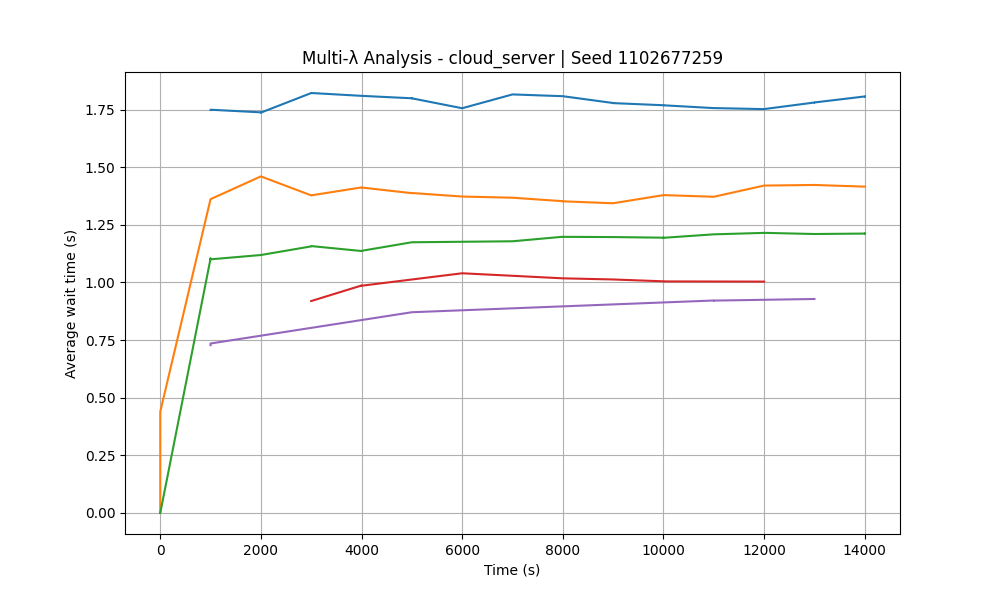 Multi-λ Analysis - cloud_server | Seed 1102677259
Average wait time (s)
1.75
1.50
1.25
1.00
0.75
0.50
0.25
0.00
0 2000 4000 6000 8000 10000 12000 14000
Time (s)